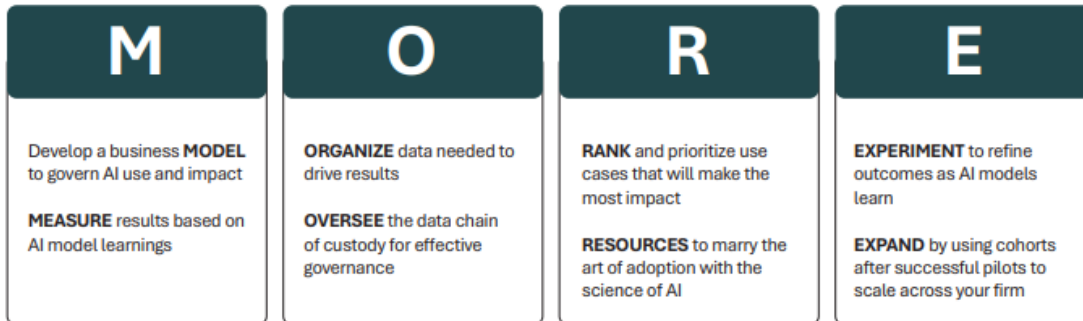 M
Develop a business MODEL
to govern AI use and impact
MEASURE results based on
AI model learnings
O
ORGANIZE data needed to
drive results
OVERSEE the data chain
of custody for effective
governance
R
RANK and prioritize use
cases that will make the
most impact
RESOURCES to marry the
art of adoption with the
science of AI
E
EXPERIMENT to refine
outcomes as AI models
learn
EXPAND by using cohorts
after successful pilots to
scale across your firm